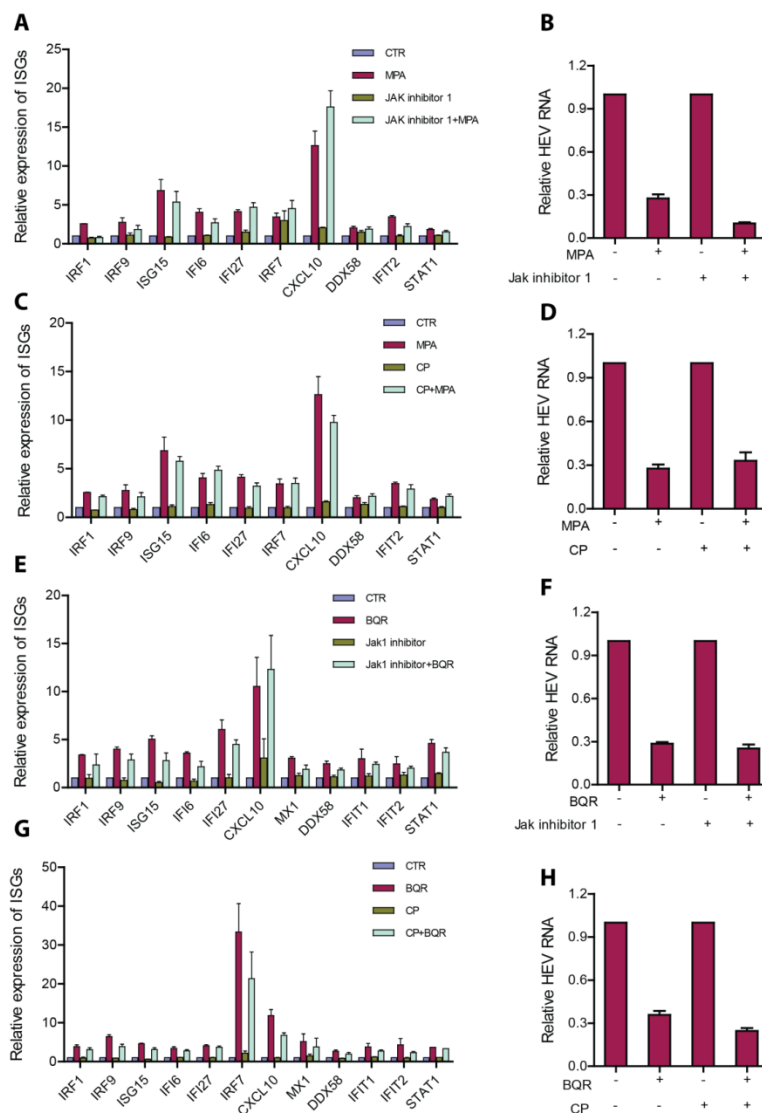 A
Relative expression of ISGs
25
20
15
10
5
0
CTR
MPA
JAK inhibitor 1
JAK inhibitor 1+MPA
IRF1 IRF9 ISG15 IFI6 IFI27 IRF7 CXCL10 DDX58 IFIT2 STAT1
B
Relative HEV RNA
1.2
0.9
0.6
0.3
0.0
MPA - + - +
Jak inhibitor 1 - - + +
C
Relative expression of ISGs
20
15
10
5
0
CTR
MPA
CP
CP+MPA
IRF1 IRF9 ISG15 IFI6 IFI27 IRF7 CXCL10 DDX58 IFIT2 STAT1
D
Relative HEV RNA
1.2
0.9
0.6
0.3
0.0
MPA - + - +
CP - - + +
E
Relative expression of ISGs
20
15
10
5
0
CTR
BQR
Jak1 inhibitor
Jak1 inhibitor+BQR
IRF1 IRF9 ISG15 IFI6 IFI27 CXCL10 MX1 DDX58 IFIT1 IFIT2 STAT1
F
Relative HEV RNA
1.2
0.9
0.6
0.3
0.0
BQR - + - +
Jak inhibitor 1 - - + +
G
Relative expression of ISGs
50
40
30
20
10
0
CTR
BQR
CP
CP+BQR
IRF1 IRF9 ISG15 IFI6 IFI27 IRF7 CXCL10 MX1 DDX58 IFIT1 IFIT2 STAT1
H
Relative HEV RNA
1.2
0.9
0.6
0.3
0.0
BQR - + - +
CP - - + +